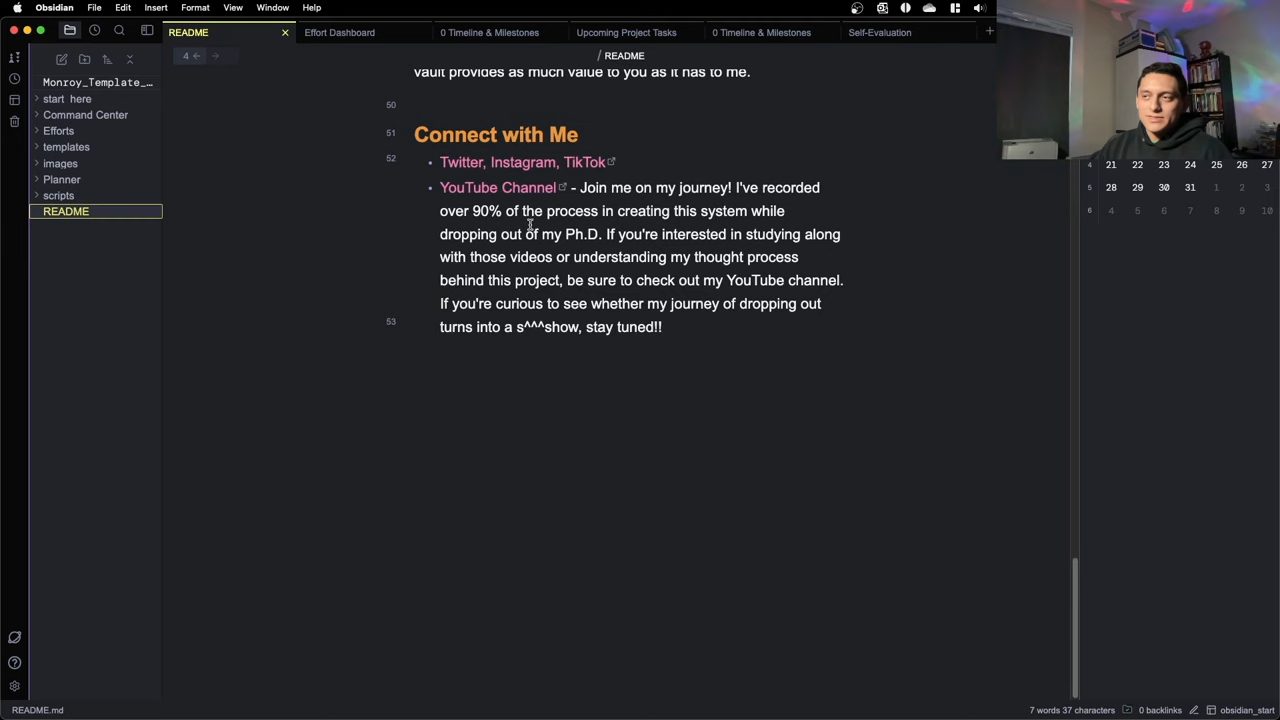 Obsidian File Edit Insert Format View Window Help
README
Effort Dashboard
0 Timeline & Milestones
Upcoming Project Tasks
0 Timeline & Milestones
Self-Evaluation
4
/ README
Monroy_Template_...
start here
Command Center
Efforts
templates
images
Planner
scripts
README
vault provides as much value to you as it has to me.
50
51 Connect with Me
52 • Twitter, Instagram, TikTok
• YouTube Channel - Join me on my journey! I've recorded
over 90% of the process in creating this system while
dropping out of my Ph.D. If you're interested in studying along
with those videos or understanding my thought process
behind this project, be sure to check out my YouTube channel.
If you're curious to see whether my journey of dropping out
53 turns into a s^^^show, stay tuned!!
4 21 22 23 24 25 26 27
5 28 29 30 31 1 2 3
6 4 5 6 7 8 9 10
README.md
7 words 37 characters
0 backlinks
obsidian_start